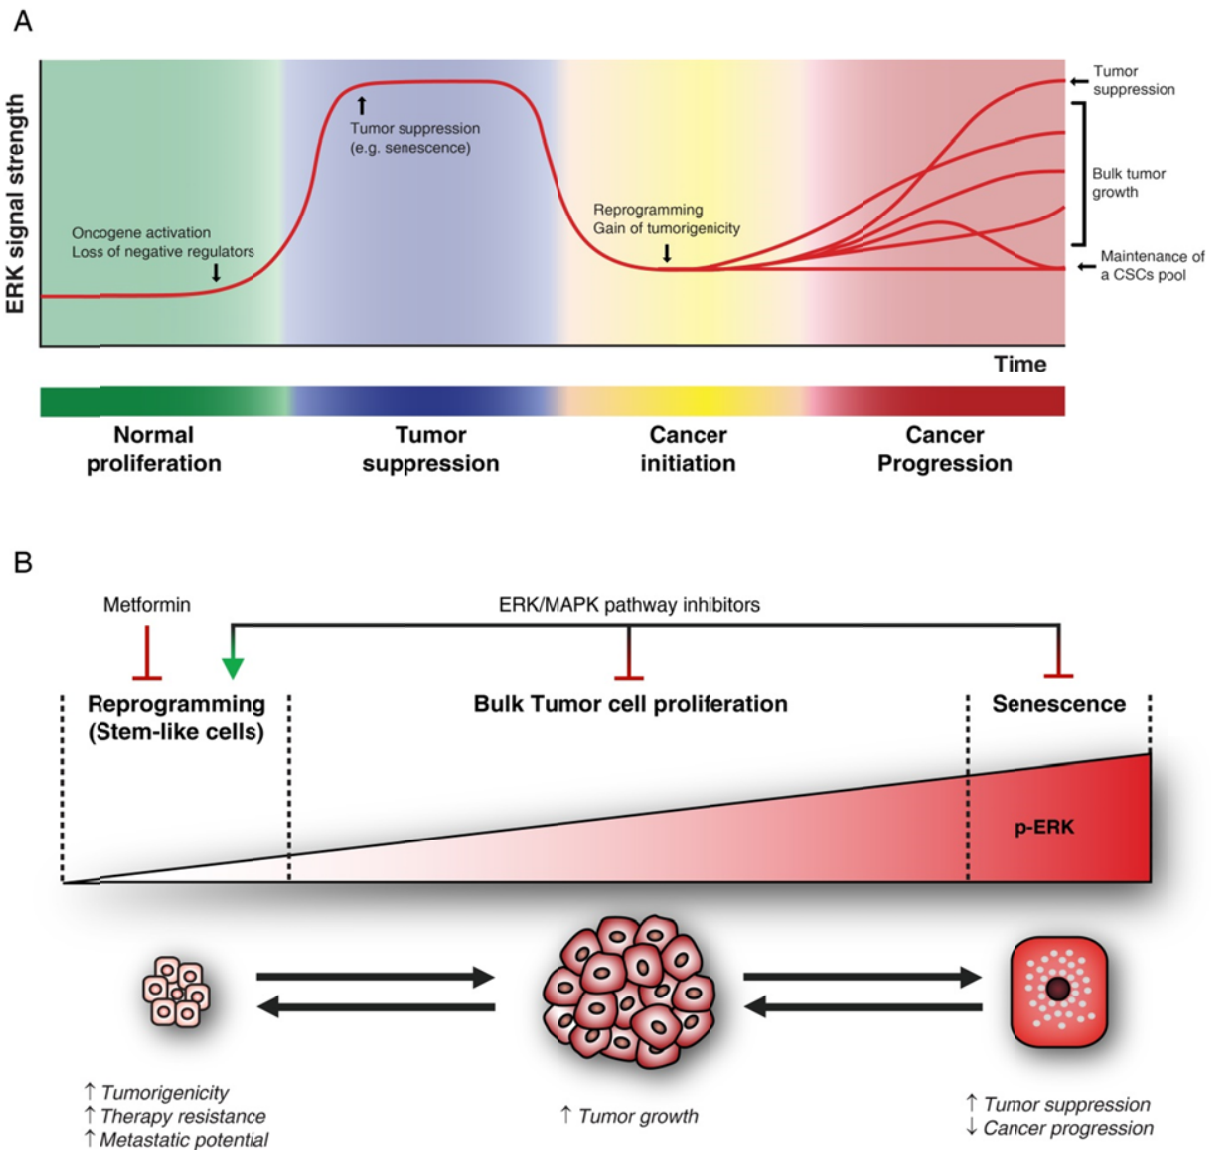 A
ERK signal strength
Oncogene activation
Loss of negative regulators
Tumor suppression
(e.g. senescence)
Reprogramming
Gain of tumorigenicity
Tumor
suppression
Bulk tumor
growth
Maintenance of
a CSCs pool
Time
Normal
proliferation
Tumor
suppression
Cancer
initiation
Cancer
Progression
B
Metformin
ERK/MAPK pathway inhibitors
Reprogramming
(Stem-like cells)
Bulk Tumor cell proliferation
Senescence
p-ERK
↑ Tumorigenicity
↑ Therapy resistance
↑ Metastatic potential
↑ Tumor growth
↑ Tumor suppression
↓ Cancer progression